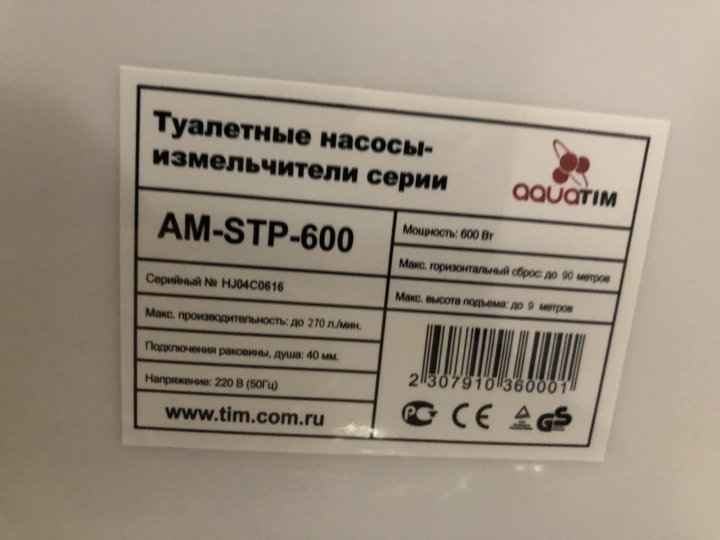 Туалетные насосы-
измельчители серии
aquaTIM
AM-STP-600
Серийный № HJ04C0616
Макс. производительность: до 270 л./мин.
Подключения раковины, душа: 40 мм.
Напряжение: 220 В (50Гц)
www.tim.com.ru
Мощность: 600 Вт
Макс. горизонтальный сброс: до 90 метров
Макс. высота подъема: до 9 метров
2 307910 360001
РСТ CE GS